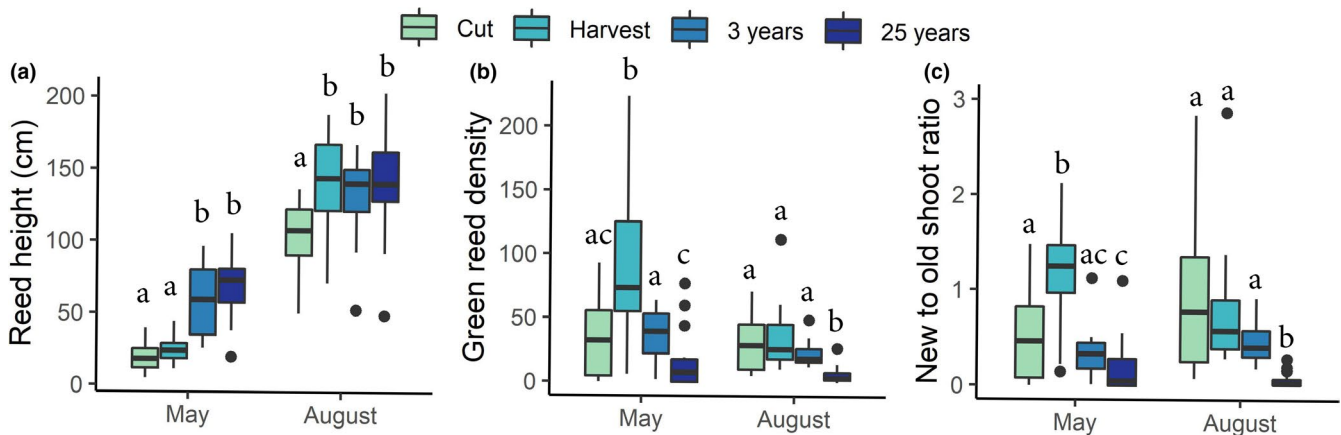 Cut Harvest 3 years 25 years
(a)
Reed height (cm)
200
150
100
50
0
a a b b
a b b b
May August
(b)
Green reed density
200
150
100
50
0
ac b a c
a a a b
May August
(c)
New to old shoot ratio
3
2
1
0
a b ac c
a a a b
May August